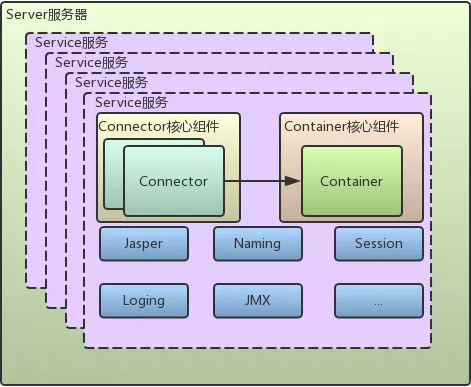 Server服务器
Service服务
Service服务
Service服务
Service服务
Connector核心组件
Container核心组件
Connector
Container
Jasper
Naming
Session
Loging
JMX
...